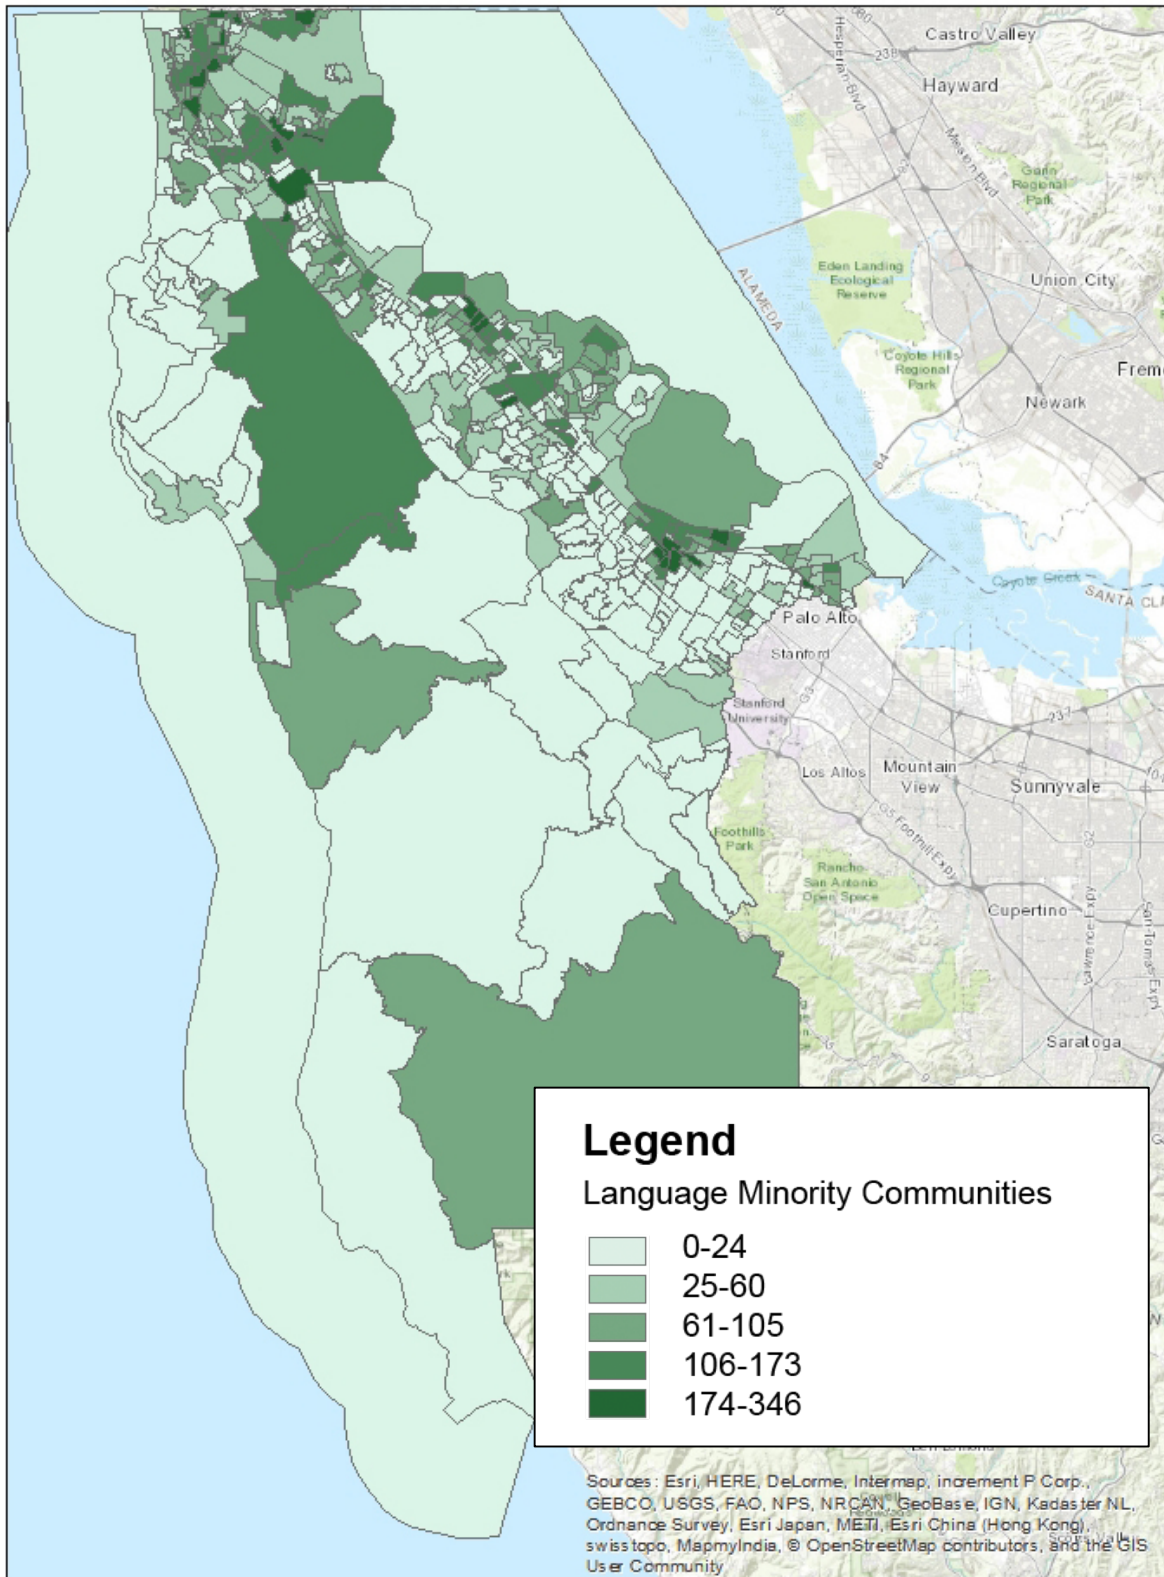 Castro Valley
238
Hayward
Hesperian Blvd
Mission Blvd
Garin
Regional
Park
Eden Landing
Ecological
Reserve
Union City
ALAMEDA
Coyote Hills
Regional
Park
Newark
84
Coyote Creek
SANTA CL
Palo Alto
Stanford
G3
Stanford
University
237
Los Altos
Mountain
View
Sunnyvale
G5 Foothill Expy
G2
Foothills
Park
Rancho
San Antonio
Open Space
Cupertino
Lawrence Expy
San Tomas Expy
Saratoga
Legend
Language Minority Communities
0-24
25-60
61-105
106-173
174-346
Sources: Esri, HERE, DeLorme, Intermap, increment P Corp.,
GEBCO, USGS, FAO, NPS, NRCAN, GeoBase, IGN, Kadaster NL,
Ordnance Survey, Esri Japan, METI, Esri China (Hong Kong),
swisstopo, MapmyIndia, © OpenStreetMap contributors, and the GIS
User Community